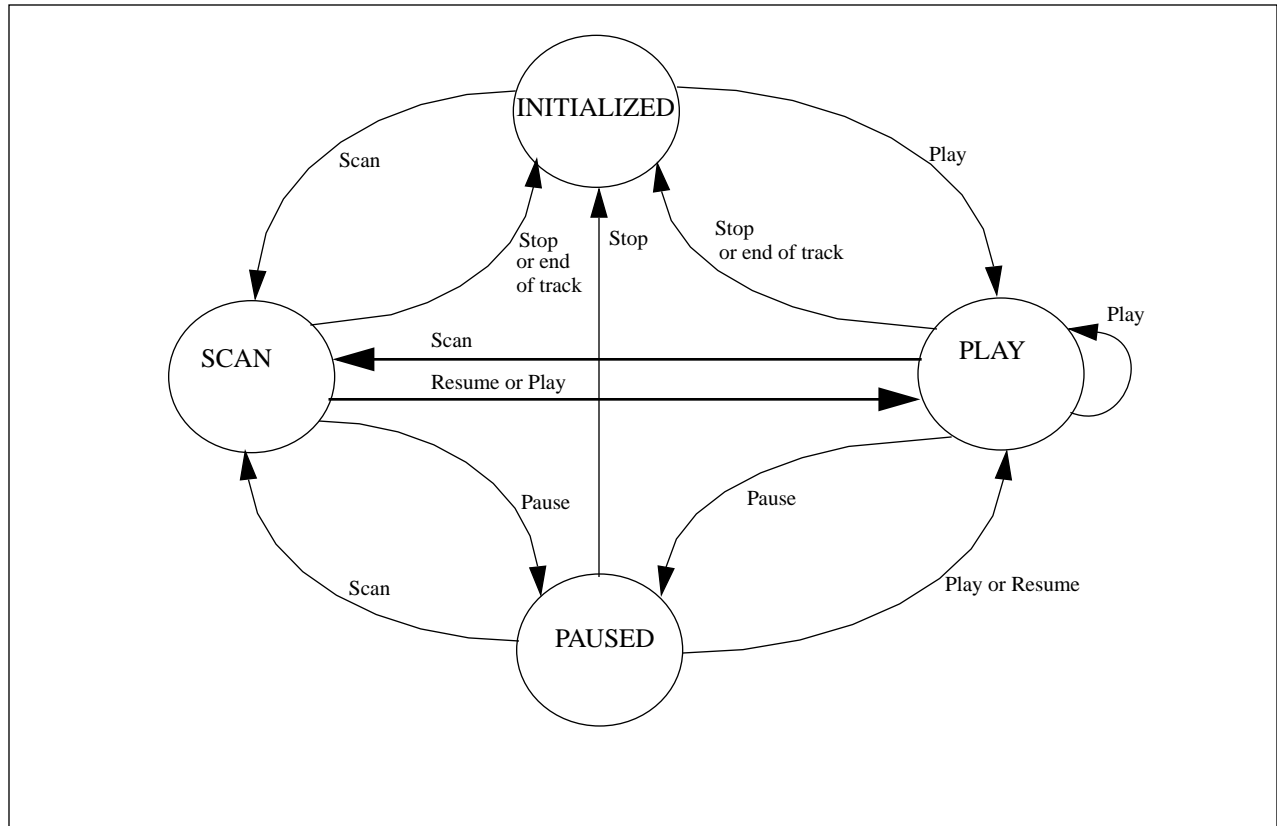 INITIALIZED
Scan
Play
Stop
or end
of track
Stop
Stop
or end of track
Play
SCAN
Scan
PLAY
Resume or Play
Pause
Pause
Scan
Play or Resume
PAUSED